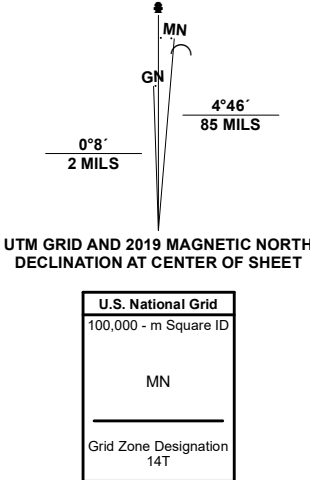 MN
GN
4°46´
85 MILS
0°8´
2 MILS
UTM GRID AND 2019 MAGNETIC NORTH
DECLINATION AT CENTER OF SHEET
U.S. National Grid
100,000 - m Square ID
MN
Grid Zone Designation
14T